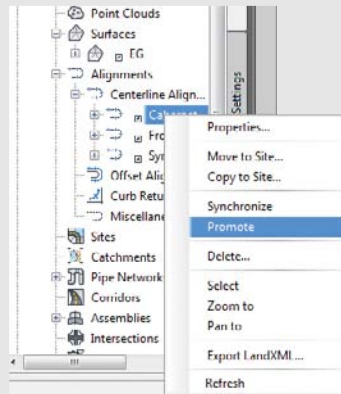 Point Clouds
Surfaces
EG
Alignments
Centerline Align...
Fro
Syr
Offset Alig
Curb Retu
Miscellane
Sites
Catchments
Pipe Network
Corridors
Assemblies
Intersections
Settings
Properties...
Move to Site...
Copy to Site...
Synchronize
Promote
Delete...
Select
Zoom to
Pan to
Export LandXML...
Refresh